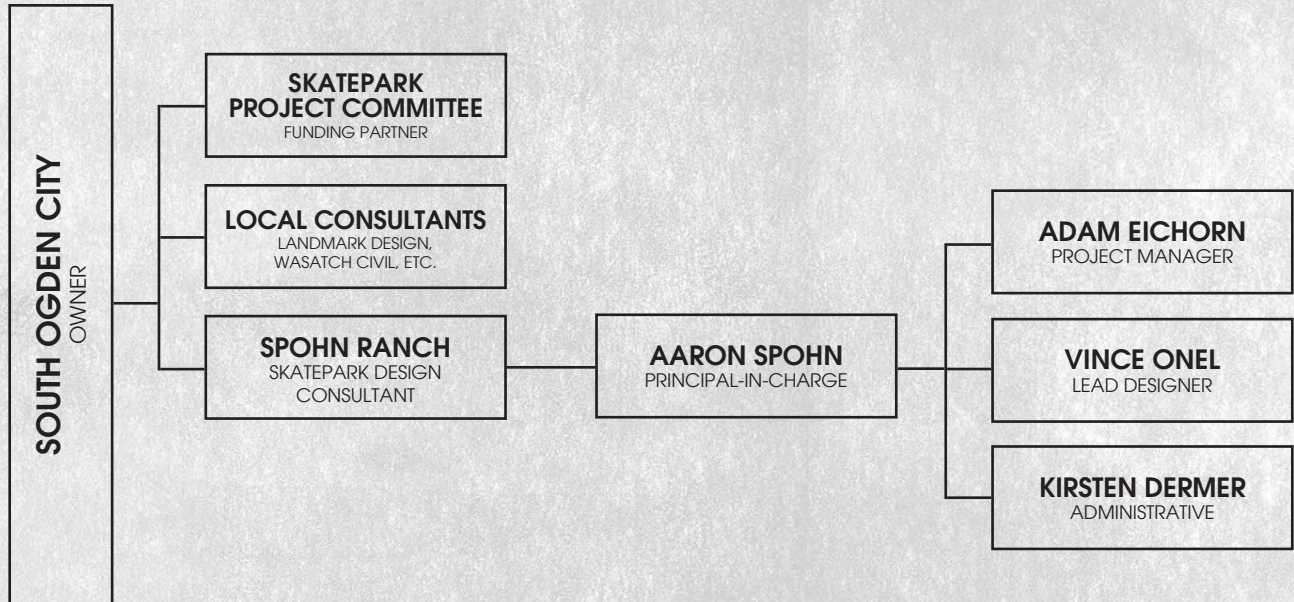 SOUTH OGDEN CITY
OWNER
SKATEPARK
PROJECT COMMITTEE
FUNDING PARTNER
LOCAL CONSULTANTS
LANDMARK DESIGN,
WASATCH CIVIL, ETC.
SPOHN RANCH
SKATEPARK DESIGN
CONSULTANT
AARON SPOHN
PRINCIPAL-IN-CHARGE
ADAM EICHORN
PROJECT MANAGER
VINCE ONEL
LEAD DESIGNER
KIRSTEN DERMER
ADMINISTRATIVE